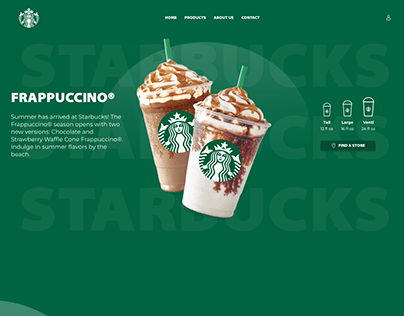 HOME PRODUCTS ABOUT US CONTACT
STARBUCKS
FRAPPUCCINO®
Summer has arrived at Starbucks! The
Frappuccino® season opens with two
new versions: Chocolate and
Strawberry Waffle Cone Frappuccino®.
Indulge in summer flavors by the
beach.
STARBUCKS
Tall Large Venti
12 fl oz 16 fl oz 24 fl oz
FIND A STORE
STARBUCKS